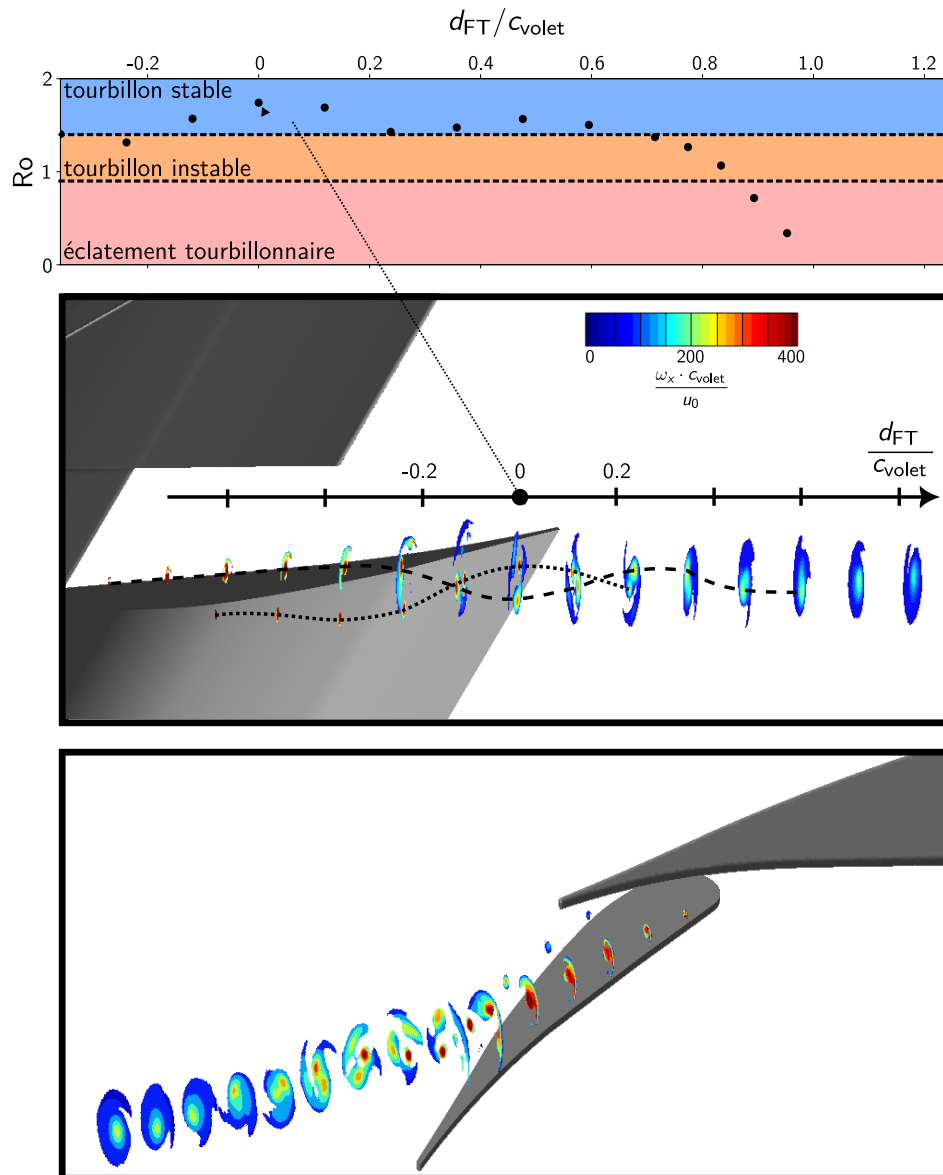 d_FT/c_volet
-0.2 0 0.2 0.4 0.6 0.8 1.0 1.2
2
tourbillon stable
1
tourbillon instable
Ro
éclatement tourbillonnaire
0
0 200 400
ω_x · c_volet
u_0
d_FT
c_volet
-0.2 0 0.2